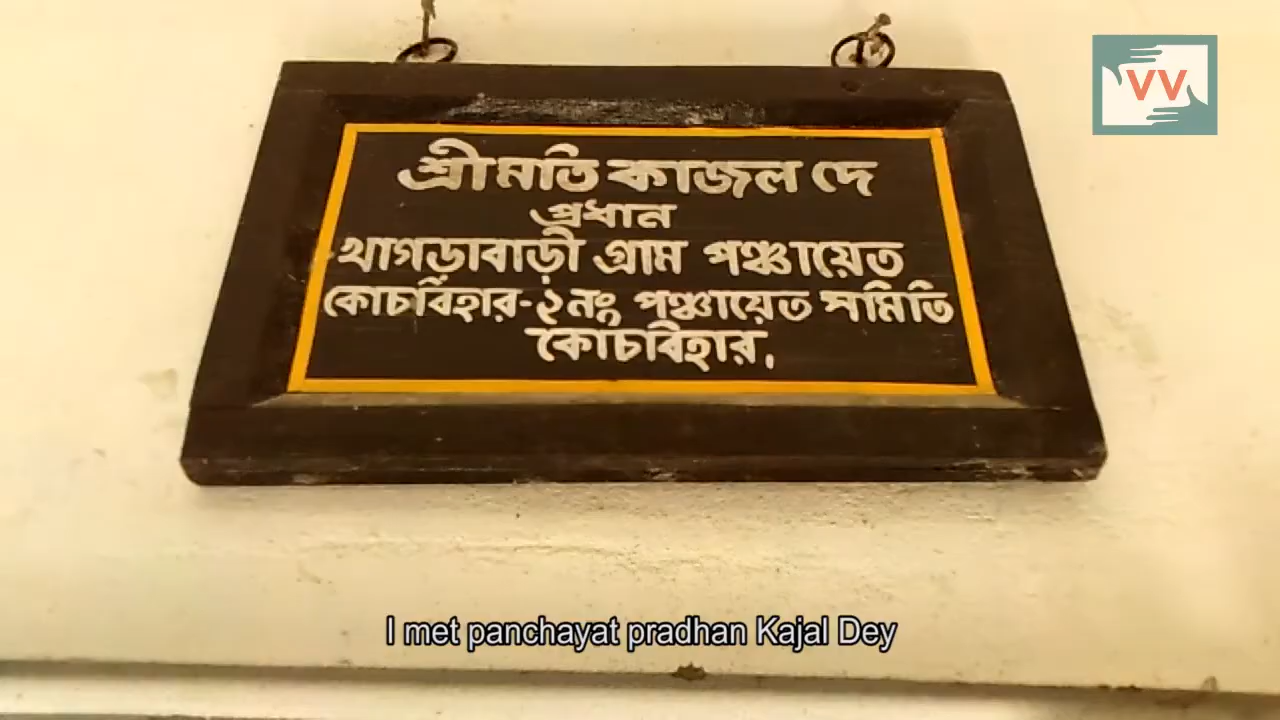 VV
শ্রীমতি কাজল দে
প্রধান
খাগড়াবাড়ী গ্রাম পঞ্চায়েত
কোচবিহার-২নং পঞ্চায়েত সমিতি
কোচবিহার.
I met panchayat pradhan Kajal Dey